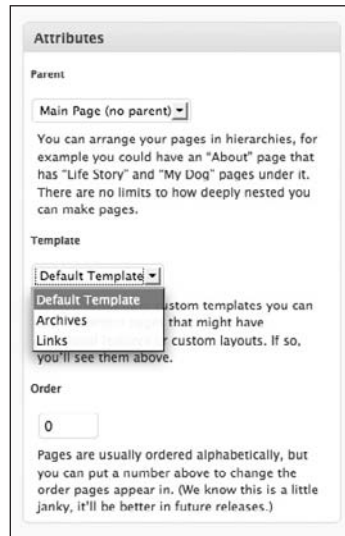 Attributes
Parent
Main Page (no parent)
You can arrange your pages in hierarchies, for
example you could have an "About" page that
has "Life Story" and "My Dog" pages under it.
There are no limits to how deeply nested you
can make pages.
Template
Default Template
Default Template
Archives
Links
ustom templates you can
that might have
r custom layouts. If so,
you'll see them above.
Order
0
Pages are usually ordered alphabetically, but
you can put a number above to change the
order pages appear in. (We know this is a little
janky, it'll be better in future releases.)